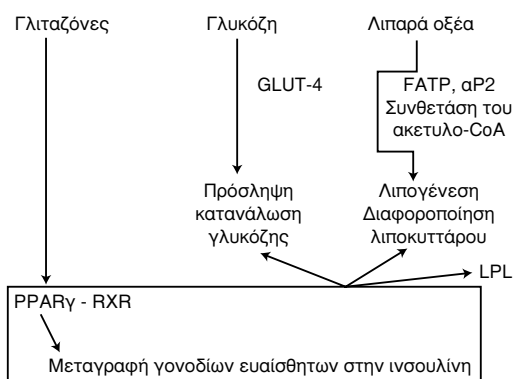 Γλιταζόνες
Γλυκόζη
Λιπαρά οξέα
GLUT-4
FATP, αP2
Συνθετάση του
ακετυλο-CoA
Πρόσληψη
κατανάλωση
γλυκόζης
Λιπογένεση
Διαφοροποίηση
λιποκυττάρου
LPL
PPARγ - RXR
Μεταγραφή γονοδίων ευαίσθητων στην ινσουλίνη